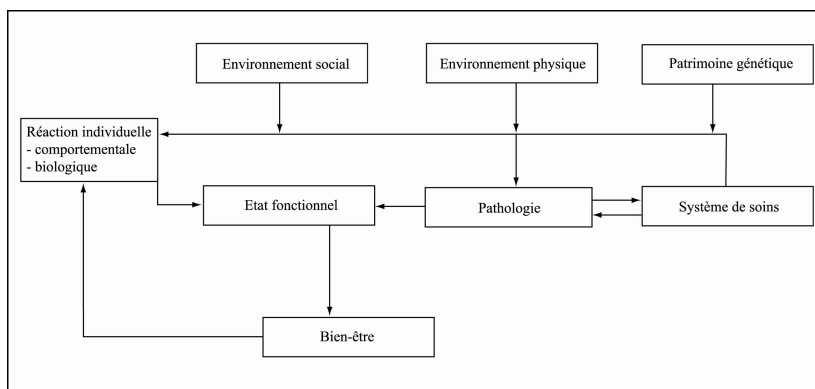 Environnement social
Environnement physique
Patrimoine génétique
Réaction individuelle
- comportementale
- biologique
Etat fonctionnel
Pathologie
Système de soins
Bien-être